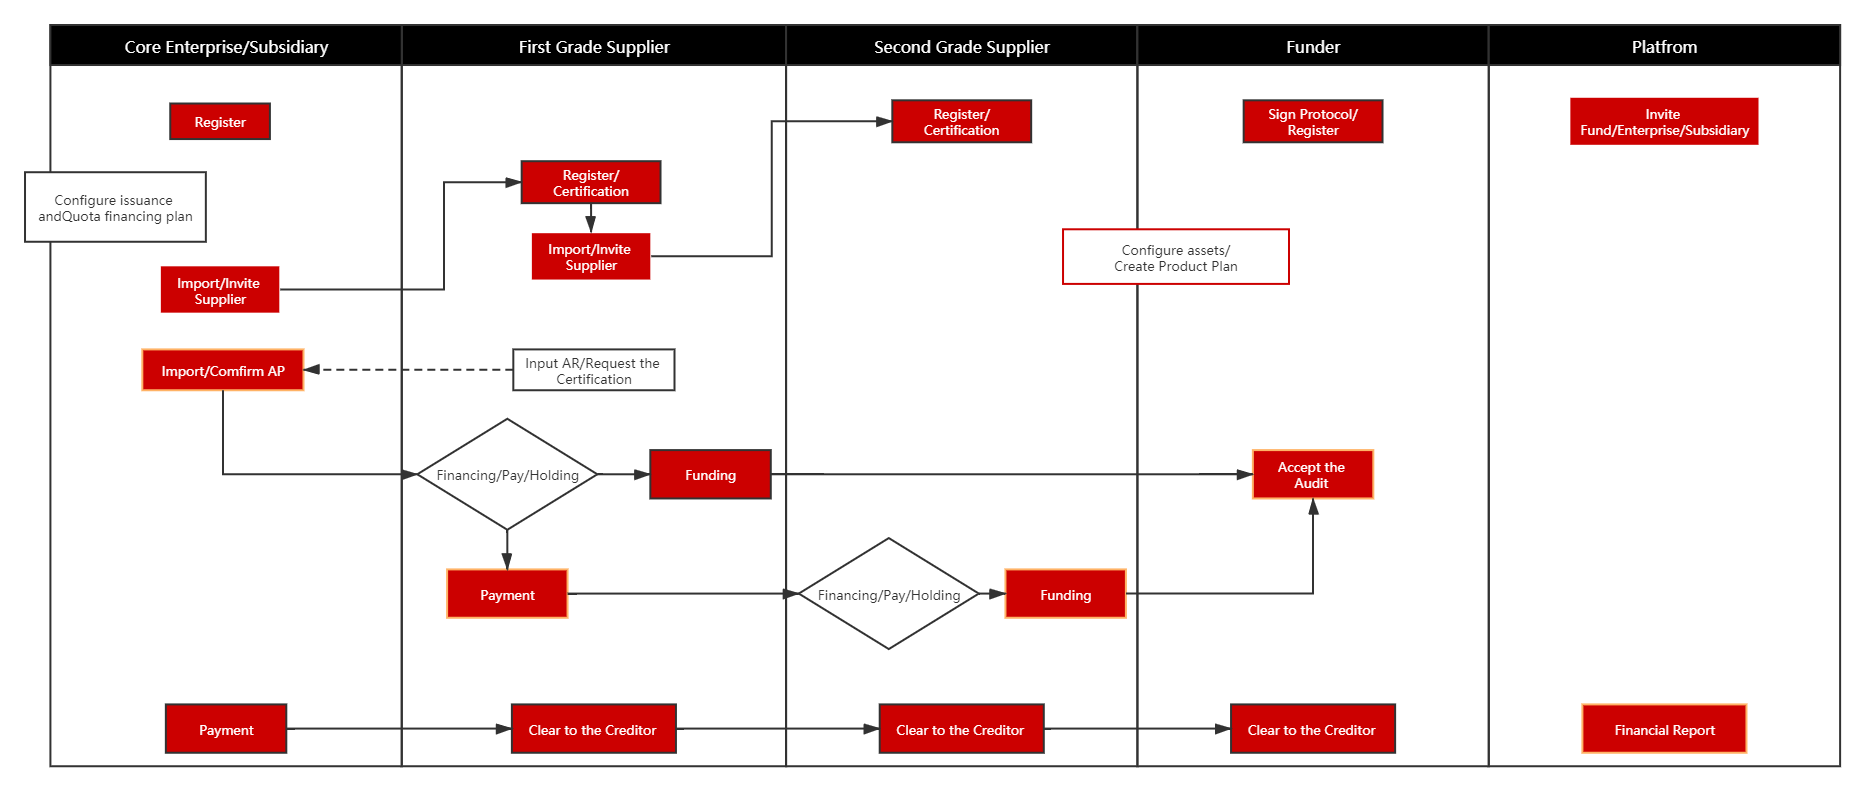 Core Enterprise/Subsidiary
First Grade Supplier
Second Grade Supplier
Funder
Platfrom
Register
Register/
Certification
Sign Protocol/
Register
Invite
Fund/Enterprise/Subsidiary
Register/
Certification
Configure issuance
andQuota financing plan
Import/Invite
Supplier
Configure assets/
Create Product Plan
Import/Invite
Supplier
Import/Comfirm AP
Input AR/Request the
Certification
Financing/Pay/Holding
Funding
Accept the
Audit
Payment
Financing/Pay/Holding
Funding
Payment
Clear to the Creditor
Clear to the Creditor
Clear to the Creditor
Financial Report